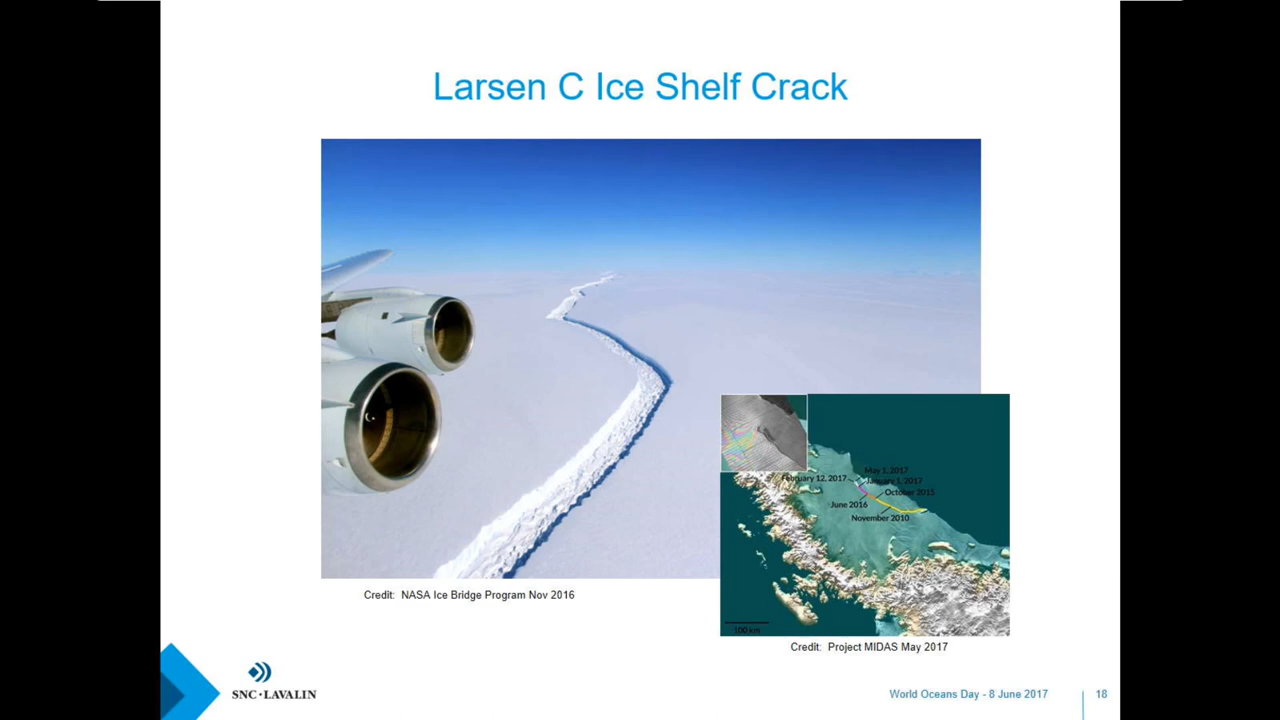 Larsen C Ice Shelf Crack
May 1, 2017
February 12, 2017
January 1, 2017
October 2015
June 2016
November 2010
100 km
Credit: NASA Ice Bridge Program Nov 2016
Credit: Project MIDAS May 2017
SNC·LAVALIN
World Oceans Day - 8 June 2017
18